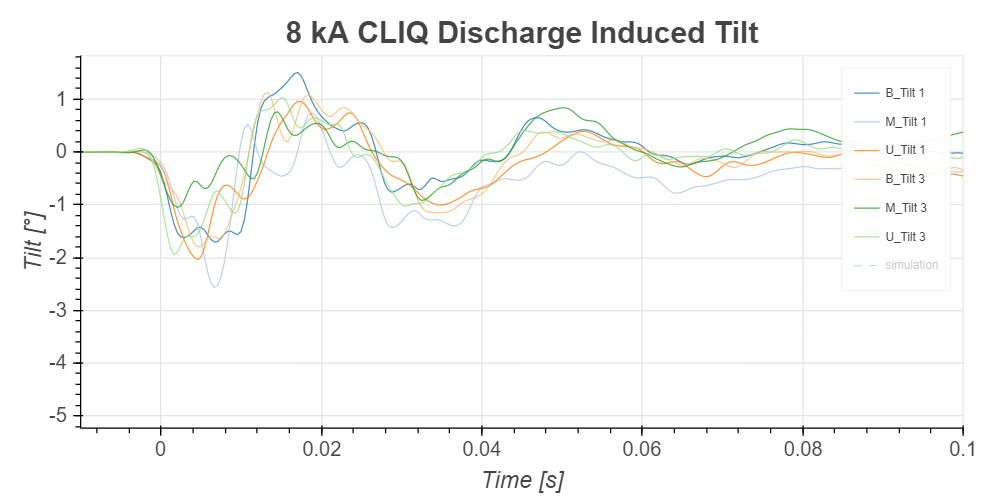 8 kA CLIQ Discharge Induced Tilt
Tilt [°]
1
0
-1
-2
-3
-4
-5
B_Tilt 1
M_Tilt 1
U_Tilt 1
B_Tilt 3
M_Tilt 3
U_Tilt 3
simulation
0
0.02
0.04
0.06
0.08
0.1
Time [s]